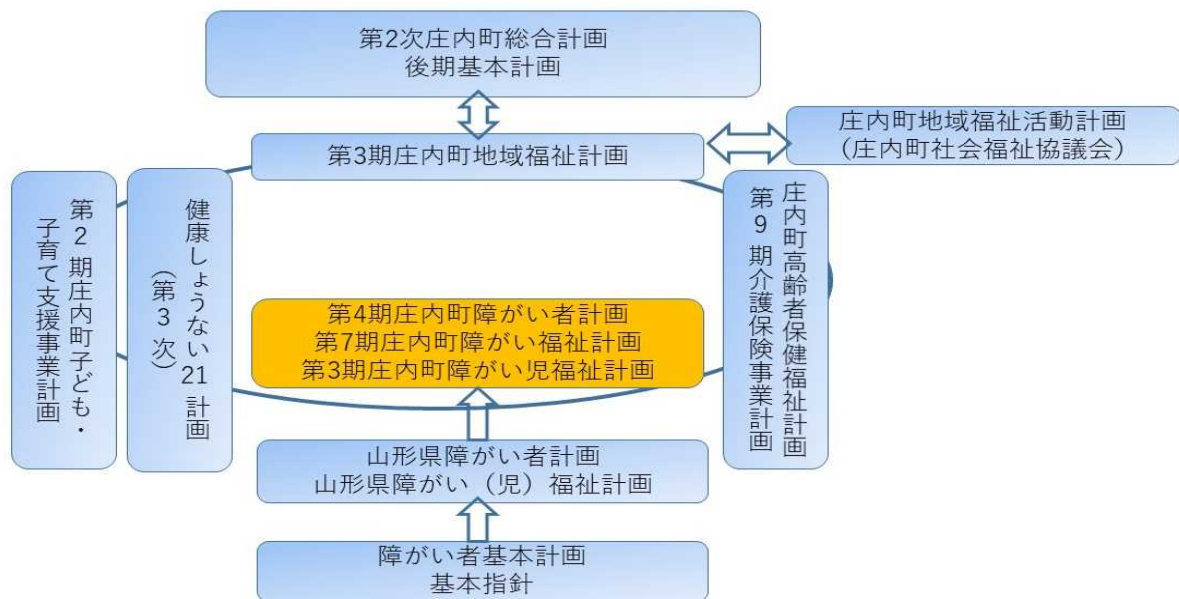 第2次庄内町総合計画
後期基本計画
第3期庄内町地域福祉計画
庄内町地域福祉活動計画
(庄内町社会福祉協議会)
第2期庄内町子ども・
子育て支援事業計画
健康しょうない21計画
(第3次)
第4期庄内町障がい者計画
第7期庄内町障がい福祉計画
第3期庄内町障がい児福祉計画
庄内町高齢者保健福祉計画
第9期介護保険事業計画
山形県障がい者計画
山形県障がい(児)福祉計画
障がい者基本計画
基本指針